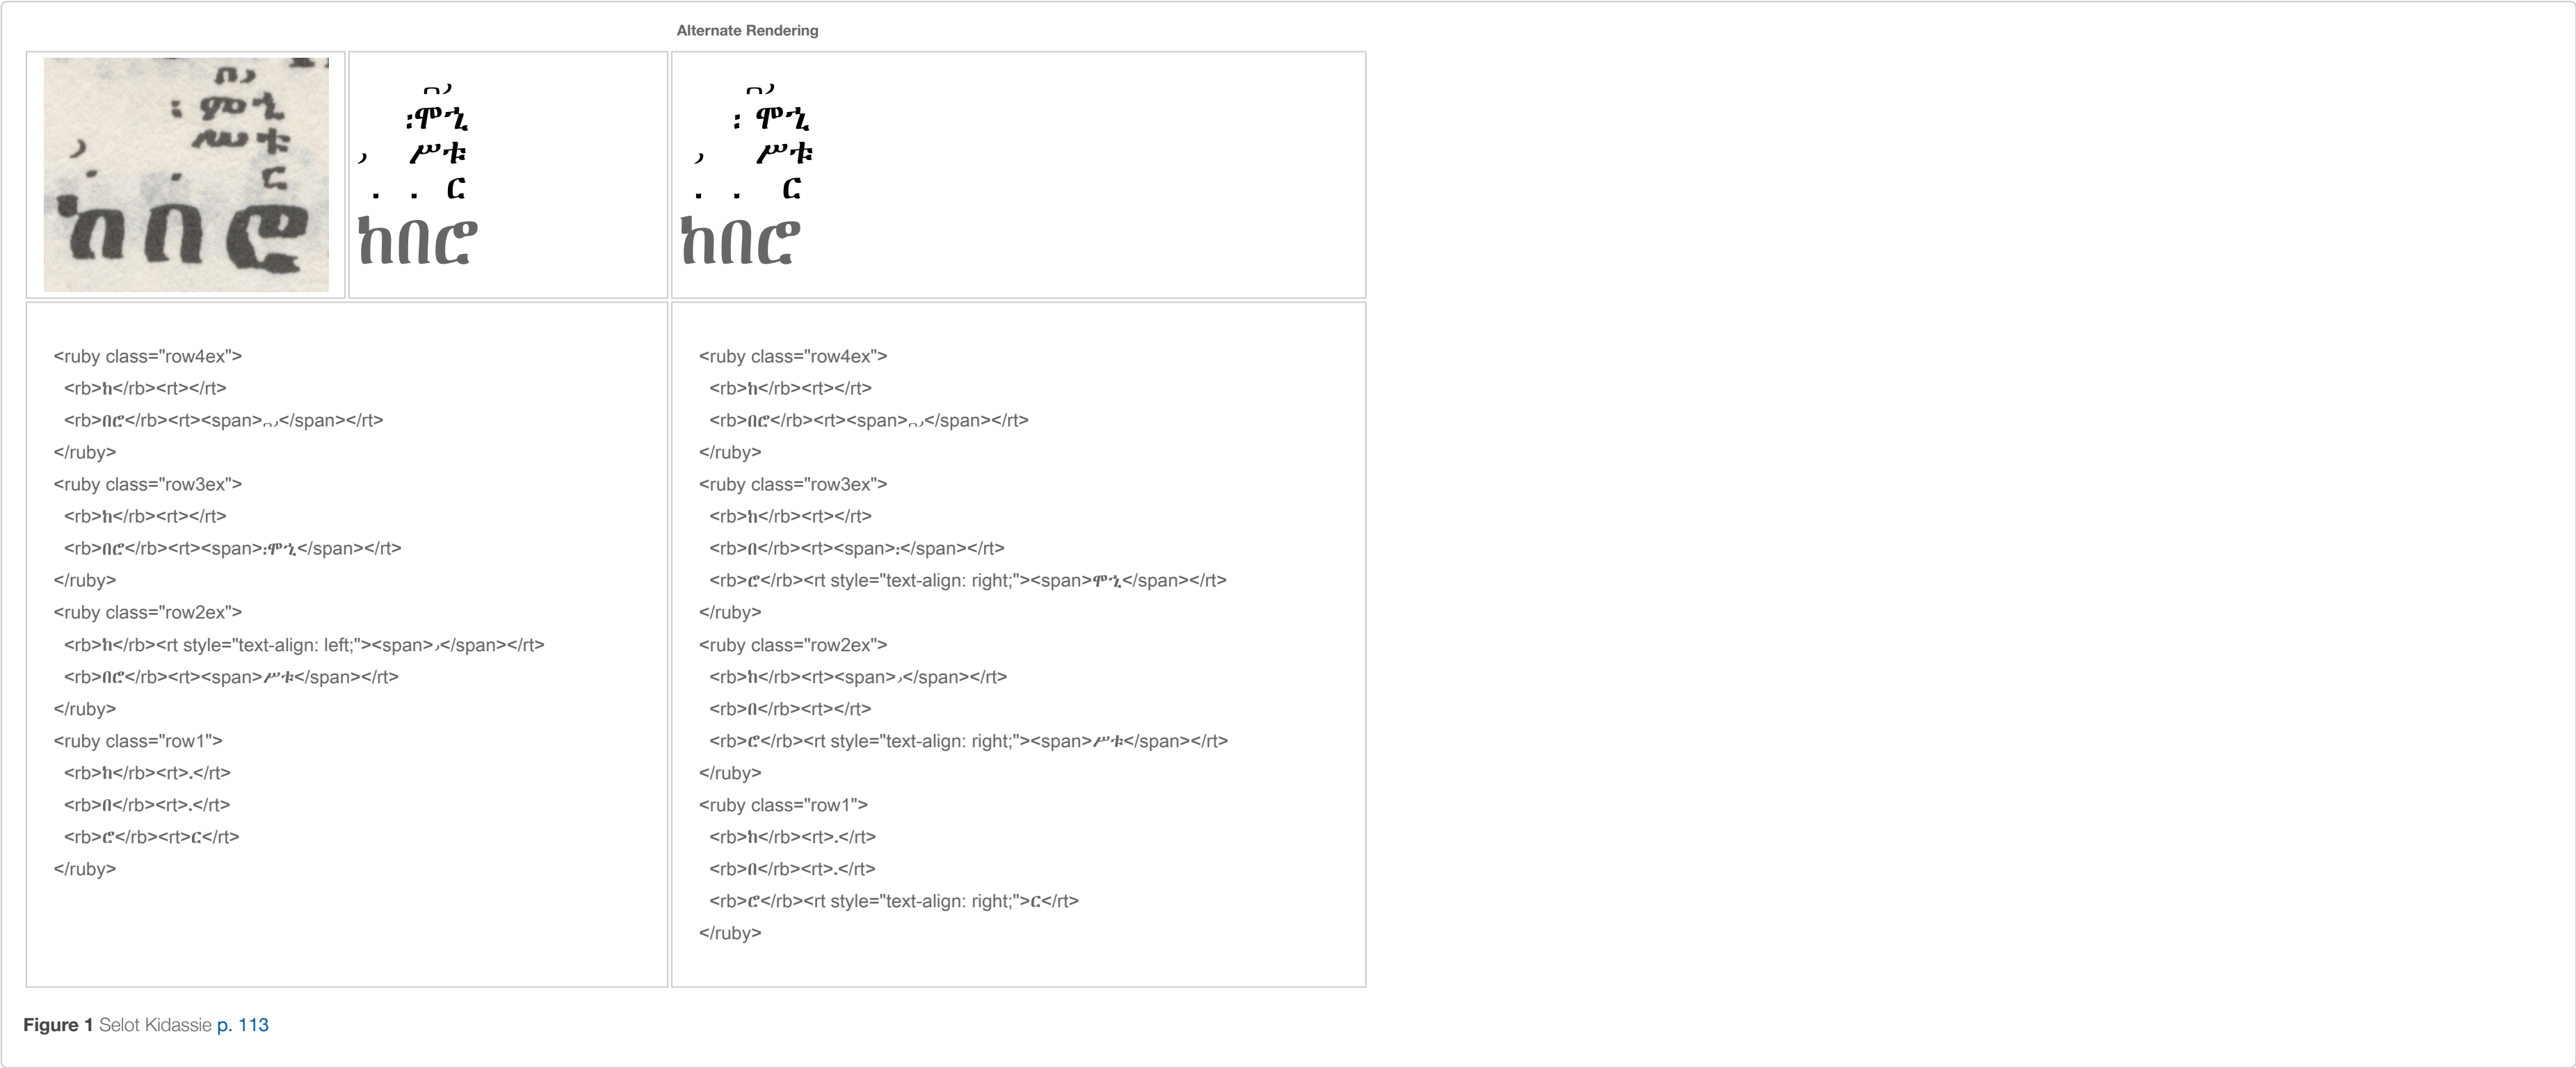 Alternate Rendering
ሞኂ
፡ሞኂ
፡ ሞኂ
ሥቱ
ሥቱ
ሥቱ
ር
. . ር
. . ር
ከበሮ
ከበሮ
ከበሮ
<ruby class="row4ex">
<rb>ከ</rb><rt></rt>
<rb>በሮ</rb><rt><span></span></rt>
</ruby>
<ruby class="row3ex">
<rb>ከ</rb><rt></rt>
<rb>በሮ</rb><rt><span>፡ሞኂ</span></rt>
</ruby>
<ruby class="row2ex">
<rb>ከ</rb><rt style="text-align: left;"><span></span></rt>
<rb>በሮ</rb><rt><span>ሥቱ</span></rt>
</ruby>
<ruby class="row1">
<rb>ከ</rb><rt>.</rt>
<rb>በ</rb><rt>.</rt>
<rb>ሮ</rb><rt>ር</rt>
</ruby>
<ruby class="row4ex">
<rb>ከ</rb><rt></rt>
<rb>በሮ</rb><rt><span></span></rt>
</ruby>
<ruby class="row3ex">
<rb>ከ</rb><rt></rt>
<rb>በ</rb><rt><span>፡</span></rt>
<rb>ሮ</rb><rt style="text-align: right;"><span>ሞኂ</span></rt>
</ruby>
<ruby class="row2ex">
<rb>ከ</rb><rt><span></span></rt>
<rb>በ</rb><rt></rt>
<rb>ሮ</rb><rt style="text-align: right;"><span>ሥቱ</span></rt>
</ruby>
<ruby class="row1">
<rb>ከ</rb><rt>.</rt>
<rb>በ</rb><rt>.</rt>
<rb>ሮ</rb><rt style="text-align: right;">ር</rt>
</ruby>
Figure 1 Selot Kidassie p. 113